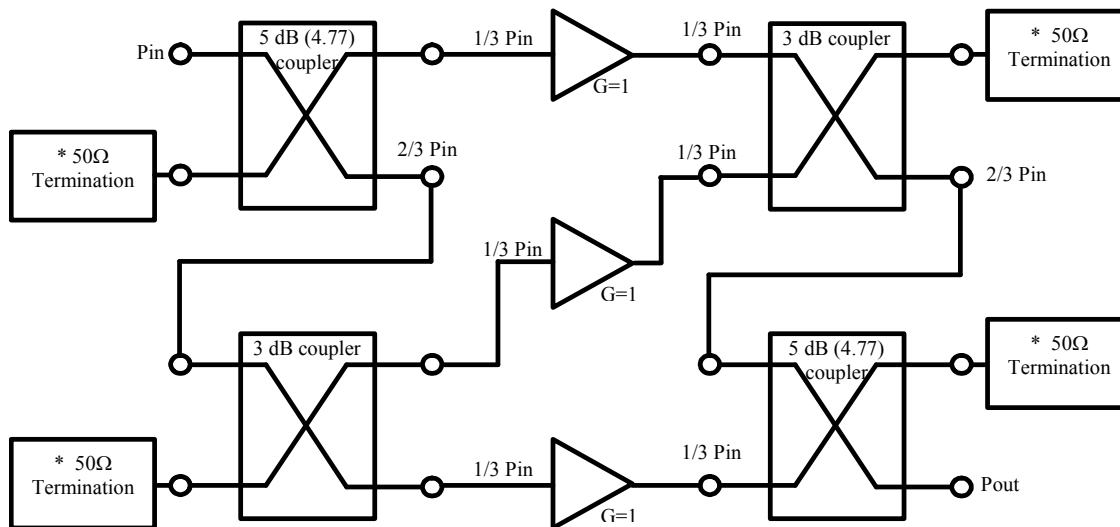 Pin
5 dB (4.77)
coupler
1/3 Pin
G=1
1/3 Pin
3 dB coupler
* 50Ω
Termination
* 50Ω
Termination
2/3 Pin
1/3 Pin
2/3 Pin
1/3 Pin
G=1
3 dB coupler
5 dB (4.77)
coupler
* 50Ω
Termination
* 50Ω
Termination
1/3 Pin
G=1
1/3 Pin
Pout